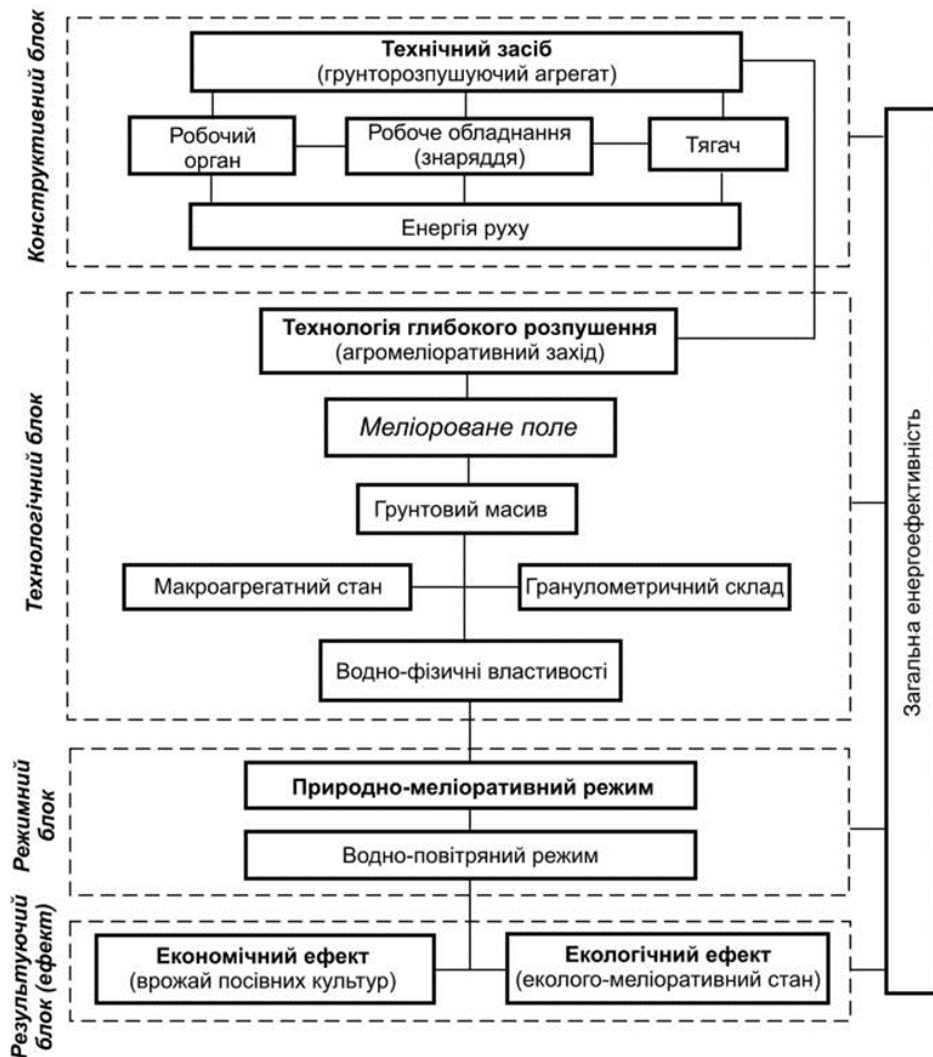 Конструктивний блок
Технічний засіб
(грунторозпушуючий агрегат)
Робочий
орган
Робоче обладнання
(знаряддя)
Тягач
Енергія руху
Технологічний блок
Технологія глибокого розпушення
(агромеліоративний захід)
Меліороване поле
Грунтовий масив
Макроагрегатний стан
Гранулометричний склад
Водно-фізичні властивості
Режимний
блок
Природно-меліоративний режим
Водно-повітряний режим
Результуючий
блок (ефект)
Економічний ефект
(врожай посівних культур)
Екологічний ефект
(еколого-меліоративний стан)
Загальна енергоефективність